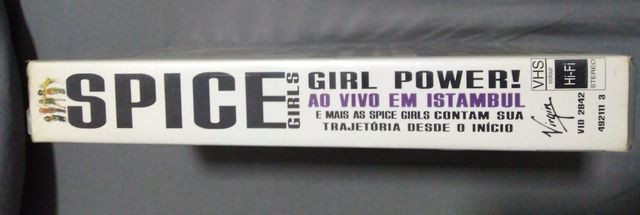 SPICE
GIRLS
GIRL POWER!
AO VIVO EM ISTAMBUL
E MAIS AS SPICE GIRLS CONTAM SUA
TRAJETÓRIA DESDE O INÍCIO
VHS
colour
Hi-Fi
STEREO
Virgin
VID 2842
492111 3